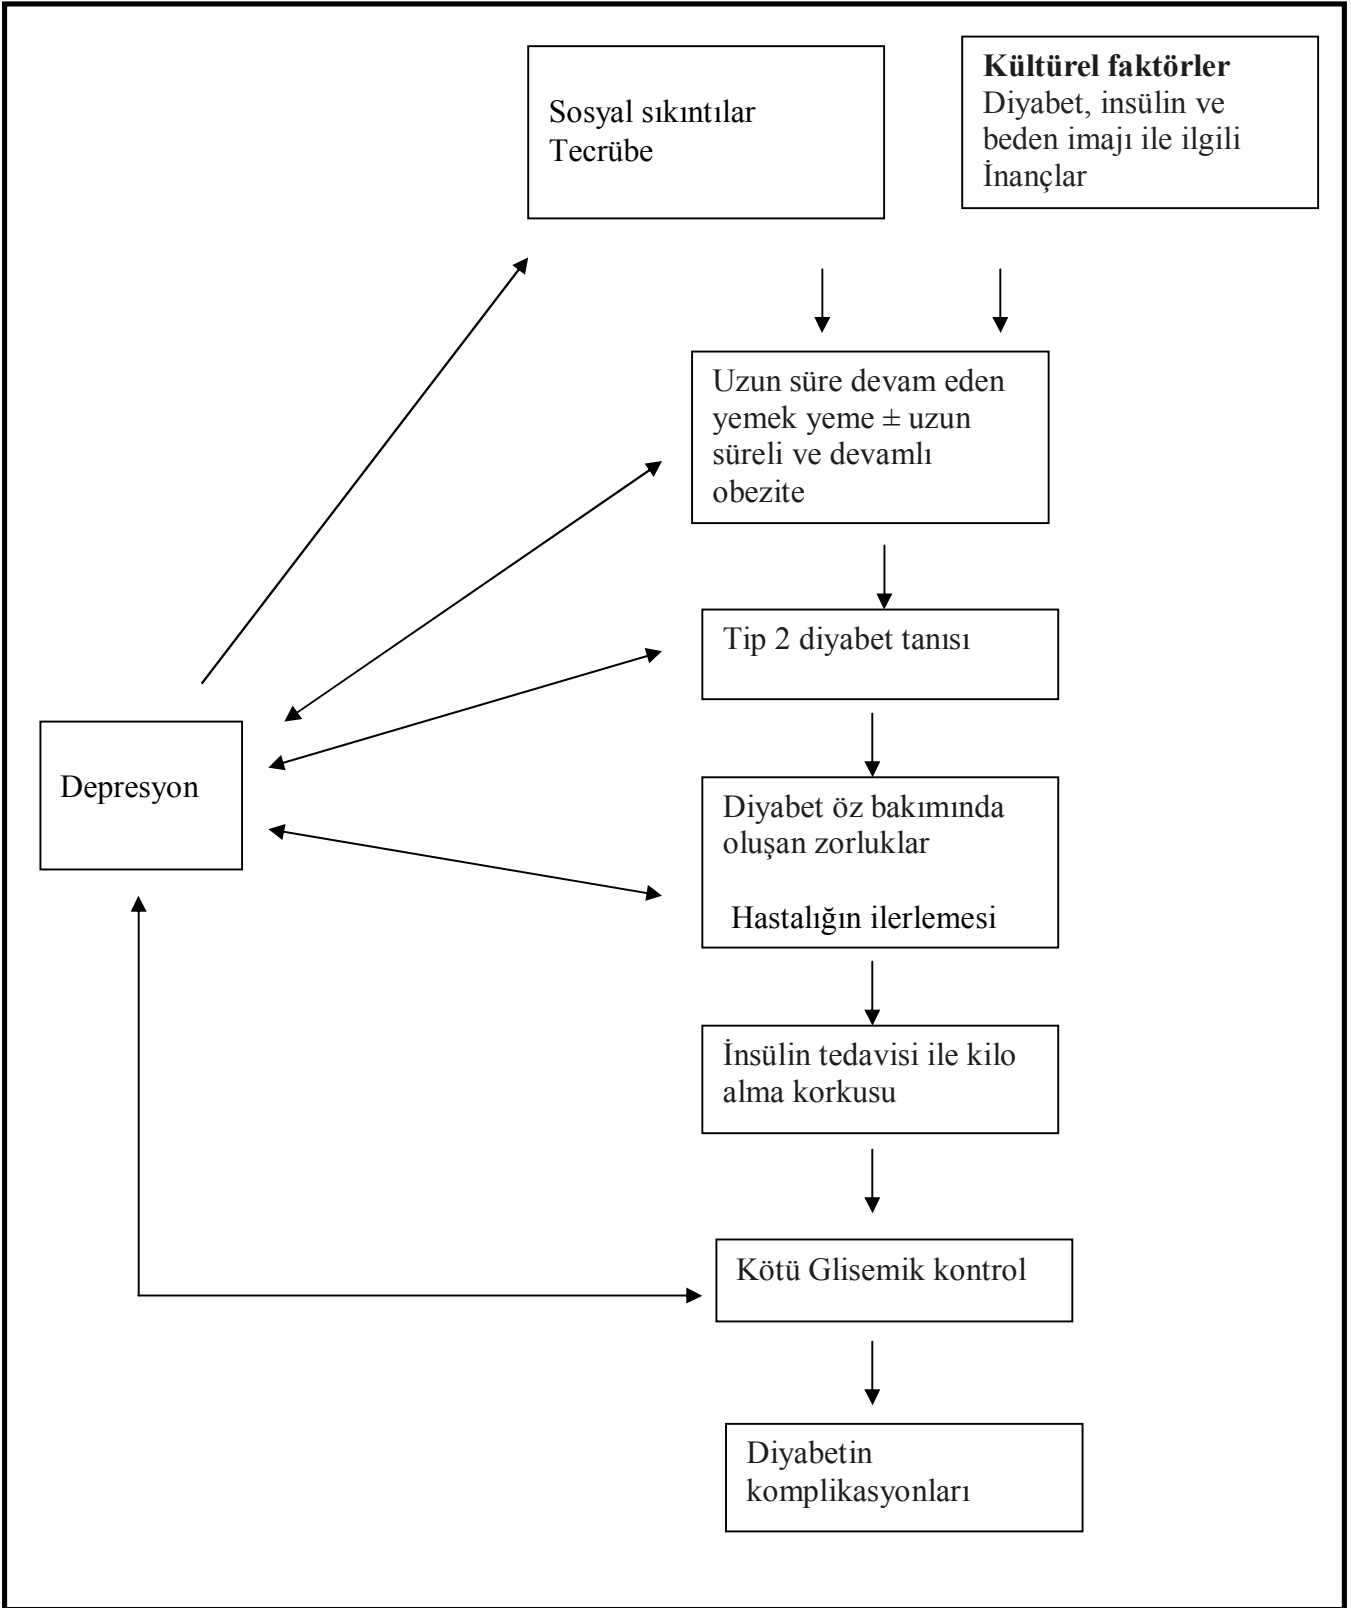 Sosyal sıkıntılar
Tecrübe
Kültürel faktörler
Diyabet, insülin ve
beden imajı ile ilgili
İnançlar
Uzun süre devam eden
yemek yeme ± uzun
süreli ve devamlı
obezite
Tip 2 diyabet tanısı
Depresyon
Diyabet öz bakımında
oluşan zorluklar
Hastalığın ilerlemesi
İnsülin tedavisi ile kilo
alma korkusu
Kötü Glisemik kontrol
Diyabetin
komplikasyonları